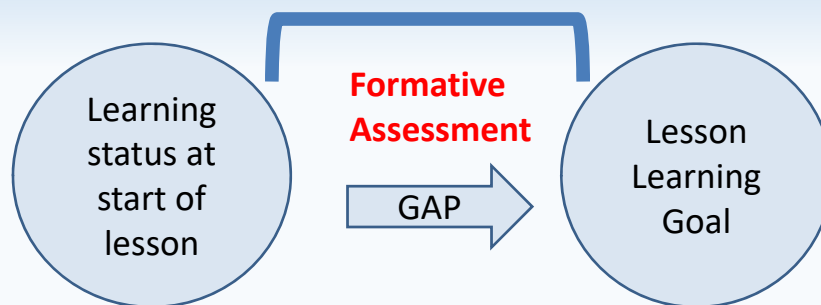 Learning
status at
start of
lesson
Formative
Assessment
GAP
Lesson
Learning
Goal